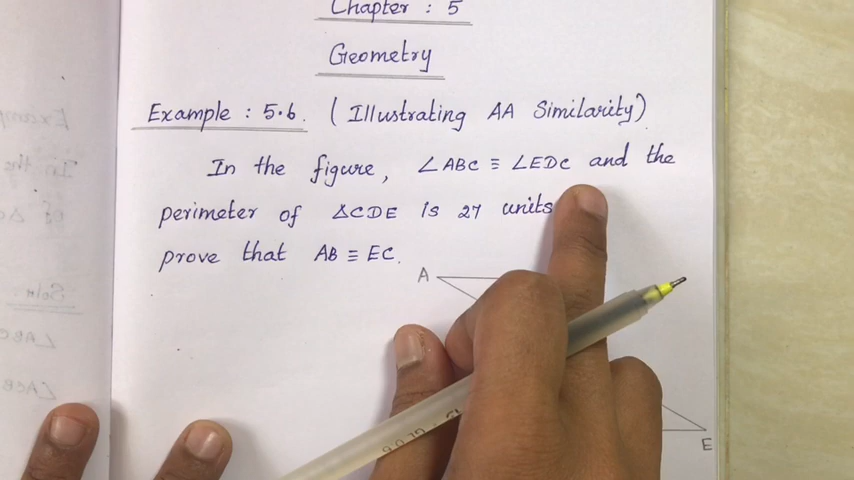 Chapter : 5
Geometry
Example : 5.6. (Illustrating AA Similarity)
In the figure, ∠ABC ≡ ∠EDC and the
perimeter of ΔCDE is 27 units
prove that AB ≡ EC.
A
E